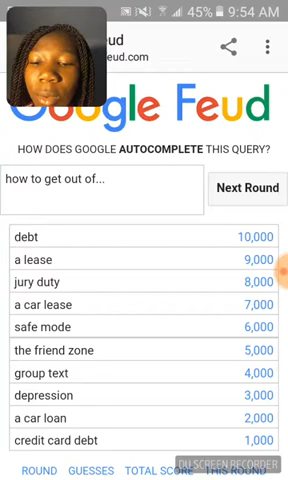 45% 9:54 AM
eud
eud.com
Google Feud
HOW DOES GOOGLE AUTOCOMPLETE THIS QUERY?
how to get out of...
Next Round
debt 10,000
a lease 9,000
jury duty 8,000
a car lease 7,000
safe mode 6,000
the friend zone 5,000
group text 4,000
depression 3,000
a car loan 2,000
credit card debt 1,000
DU SCREEN RECORDER
ROUND GUESSES TOTAL SCORE THIS ROUND